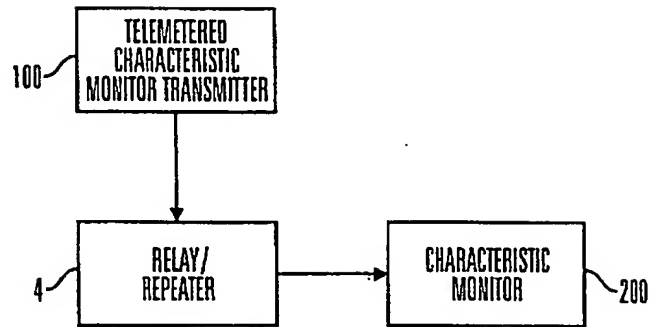 TELEMETERED
CHARACTERISTIC
MONITOR TRANSMITTER
100
RELAY/
REPEATER
4
CHARACTERISTIC
MONITOR
200